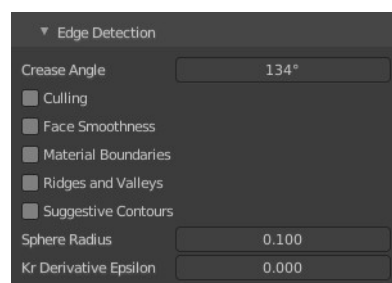 Edge Detection
Crease Angle 134°
Culling
Face Smoothness
Material Boundaries
Ridges and Valleys
Suggestive Contours
Sphere Radius 0.100
Kr Derivative Epsilon 0.000